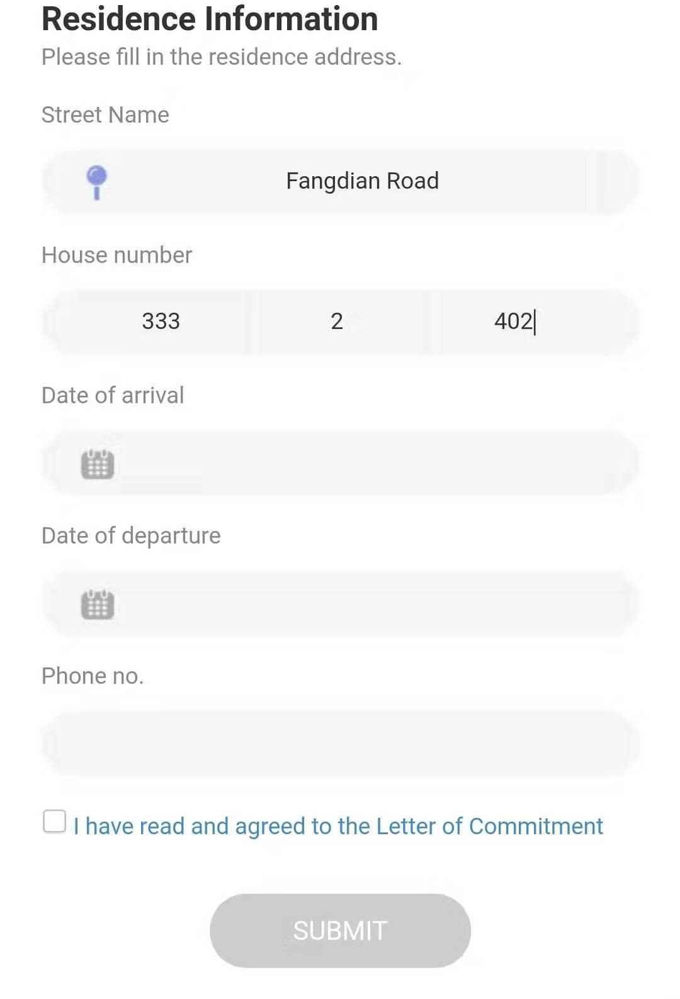 Residence Information
Please fill in the residence address.
Street Name
Fangdian Road
House number
333 2 402
Date of arrival
Date of departure
Phone no.
I have read and agreed to the Letter of Commitment
SUBMIT